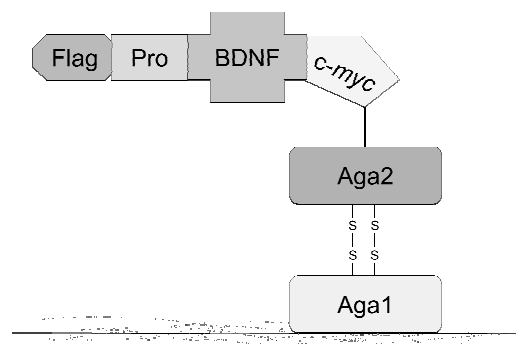 Flag Pro BDNF c-myc
Aga2
S S
S S
Aga1